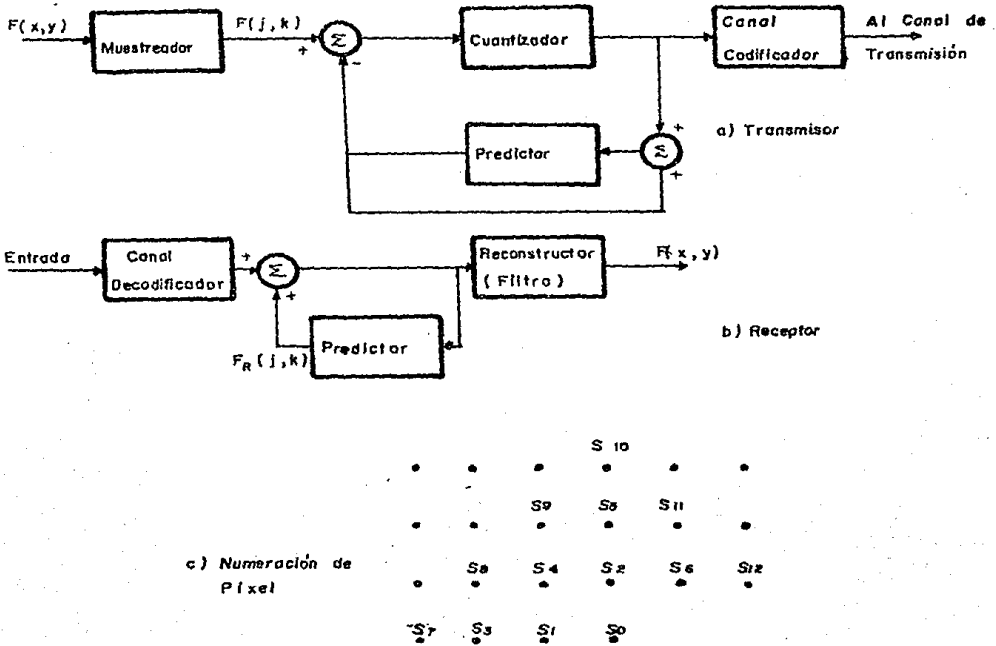 F(x,y)
Muestreador
F(j,k)
+
Σ
-
Cuantizador
Canal
Codificador
Al Canal de
Transmisión
Predictor
+
Σ
+
a) Transmisor
Entrada
Canal
Decodificador
+
Σ
+
Reconstructor
(Filtro)
F(x,y)
Predictor
F_R(j,k)
b) Receptor
S 10
S9 S5 S11
c) Numeración de
Pixel
S8 S4 S2 S6 S12
S7 S3 S1 S0